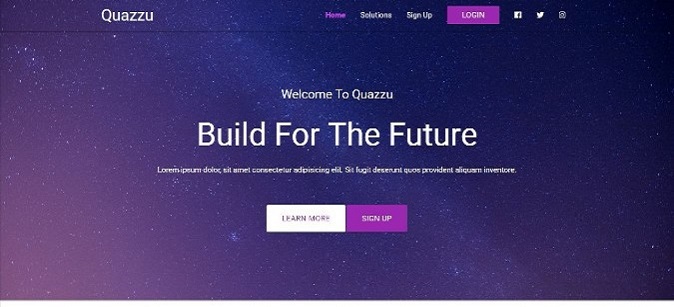 Quazzu
Home Solutions Sign Up LOGIN
Welcome To Quazzu
Build For The Future
Lorem ipsum dolor, sit amet consectetur adipisicing elit. Sit fugit deserunt quos provident aliquam inventore.
LEARN MORE SIGN UP